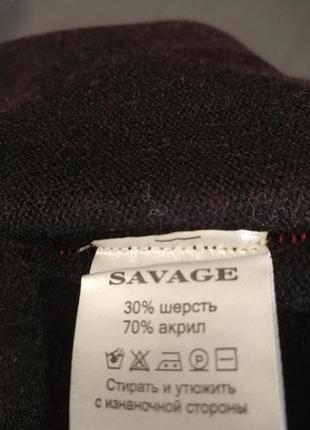 SAVAGE
30% шерсть
70% акрил
Стирать и утюжить
с изнаночной стороны